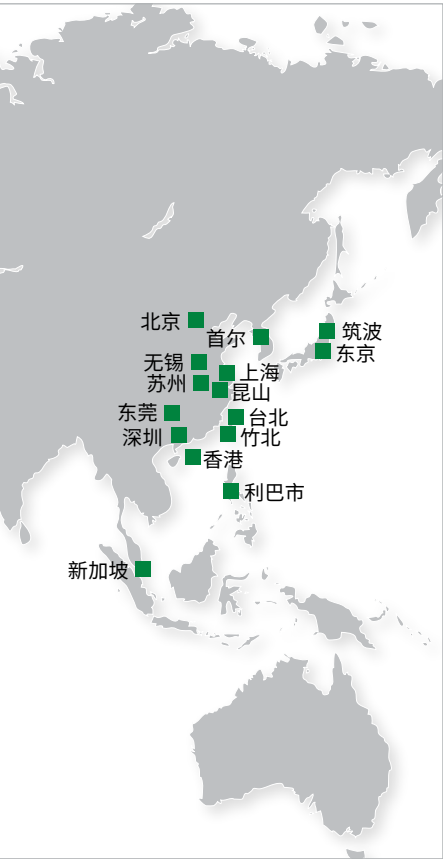 北京
首尔
筑波
东京
无锡
上海
苏州
昆山
东莞
台北
深圳
竹北
香港
利巴市
新加坡